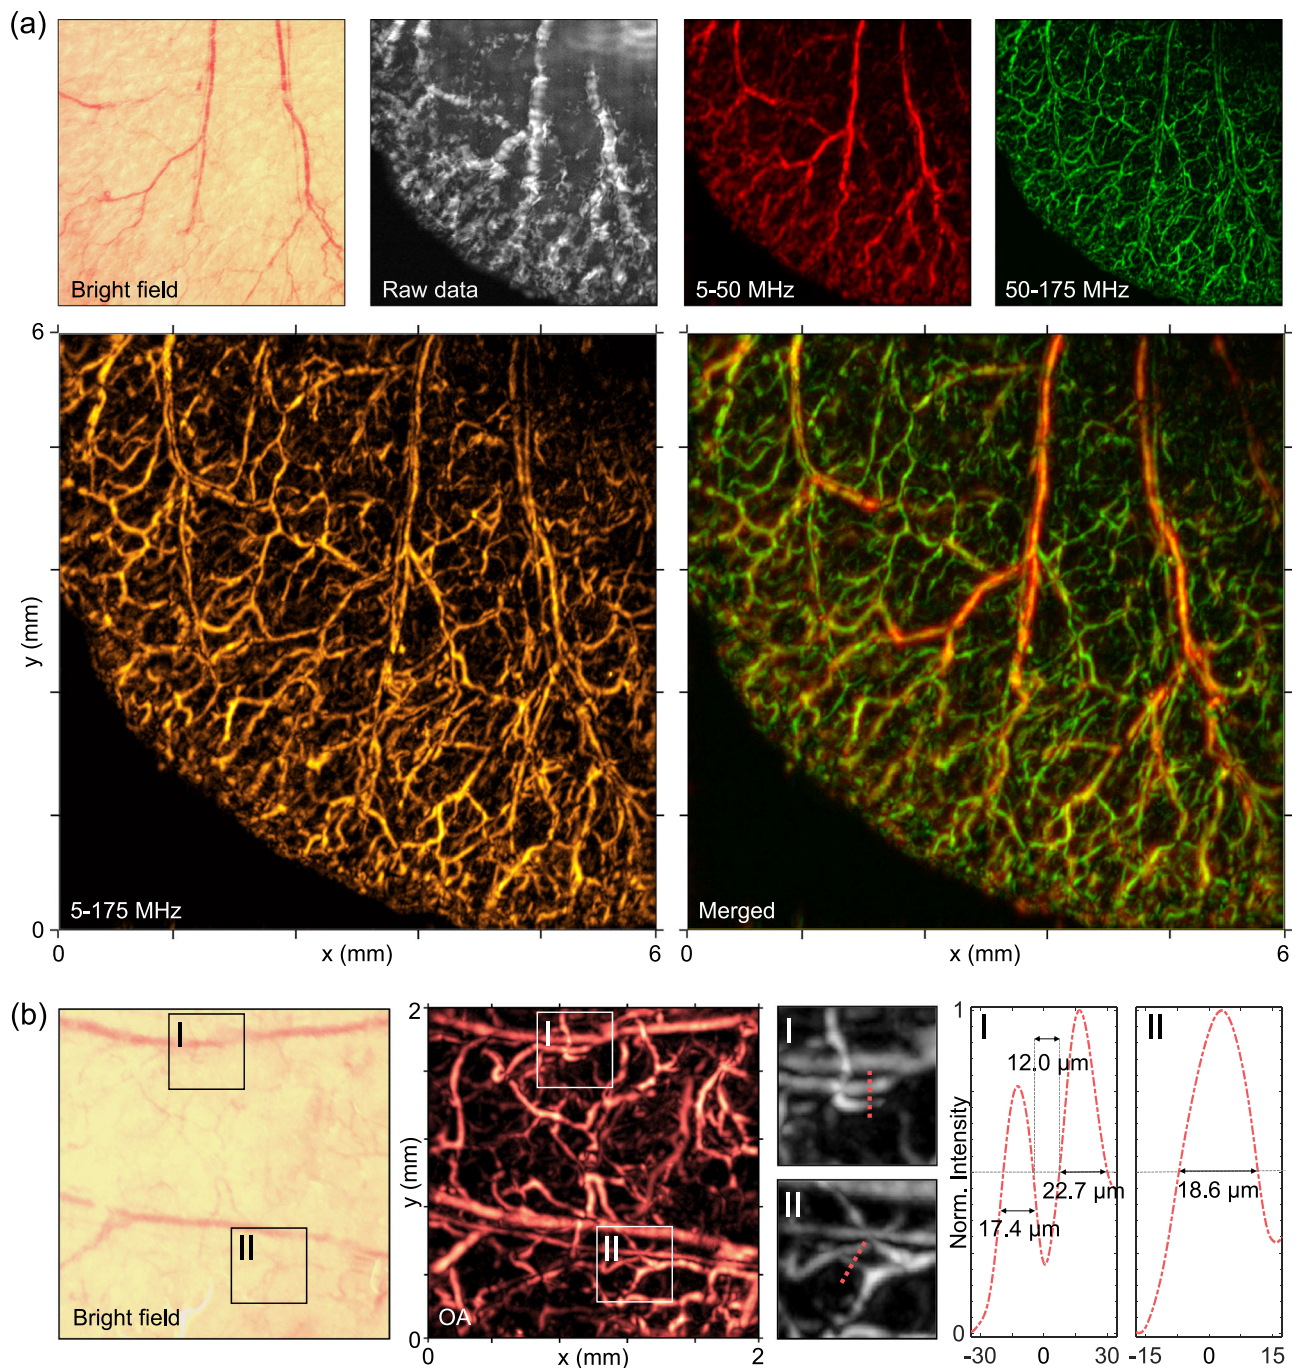 (a)
Bright field
Raw data
5-50 MHz
50-175 MHz
6
y (mm)
0
5-175 MHz
Merged
0
x (mm)
6
0
x (mm)
6
(b)
I
II
Bright field
2
y (mm)
0
I
II
OA
0
x (mm)
2
I
II
Norm. Intensity
1
0
I
12.0 µm
22.7 µm
17.4 µm
-30
0
30
II
18.6 µm
-15
0
15